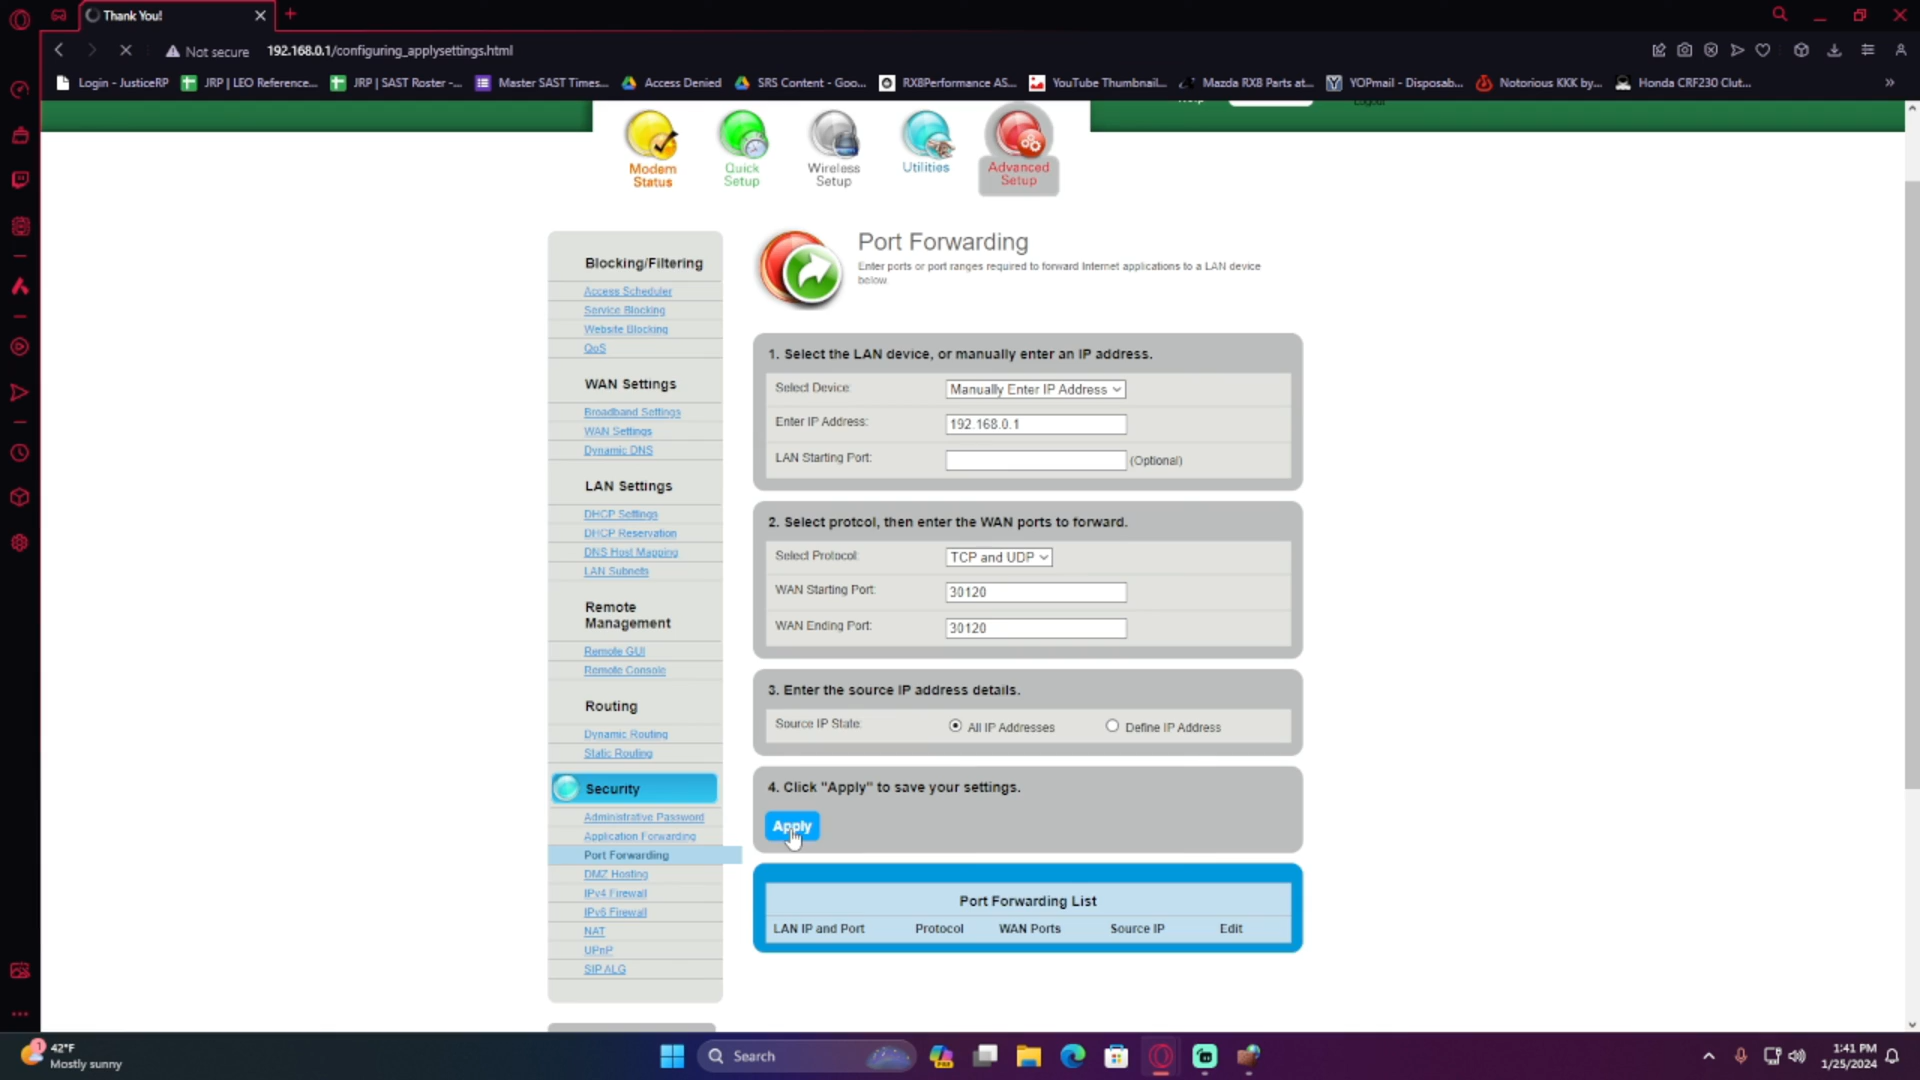 Thank You!
Not secure 192.168.0.1/configuring_applysettings.html
Login - JusticeRP JRP | LEO Reference... JRP | SAST Roster -... Master SAST Times... Access Denied SRS Content - Goo... RX8Performance AS... YouTube Thumbnail... Mazda RX8 Parts at... YOPmail - Disposab... Notorious KKK by... Honda CRF230 Clut... »
Modem Status
Quick Setup
Wireless Setup
Utilities
Advanced Setup
Blocking/Filtering
Access Scheduler
Service Blocking
Website Blocking
QoS
WAN Settings
Broadband Settings
WAN Settings
Dynamic DNS
LAN Settings
DHCP Settings
DHCP Reservation
DNS Host Mapping
LAN Subnets
Remote Management
Remote GUI
Remote Console
Routing
Dynamic Routing
Static Routing
Security
Administrative Password
Application Forwarding
Port Forwarding
DMZ Hosting
IPv4 Firewall
IPv6 Firewall
NAT
UPnP
SIP ALG
Port Forwarding
Enter ports or port ranges required to forward Internet applications to a LAN device
below.
1. Select the LAN device, or manually enter an IP address.
Select Device: Manually Enter IP Address
Enter IP Address: 192.168.0.1
LAN Starting Port: (Optional)
2. Select protcol, then enter the WAN ports to forward.
Select Protocol: TCP and UDP
WAN Starting Port: 30120
WAN Ending Port: 30120
3. Enter the source IP address details.
Source IP State: All IP Addresses Define IP Address
4. Click "Apply" to save your settings.
Apply
Port Forwarding List
LAN IP and Port Protocol WAN Ports Source IP Edit
1 42°F
Mostly sunny
Search
1:41 PM
1/25/2024